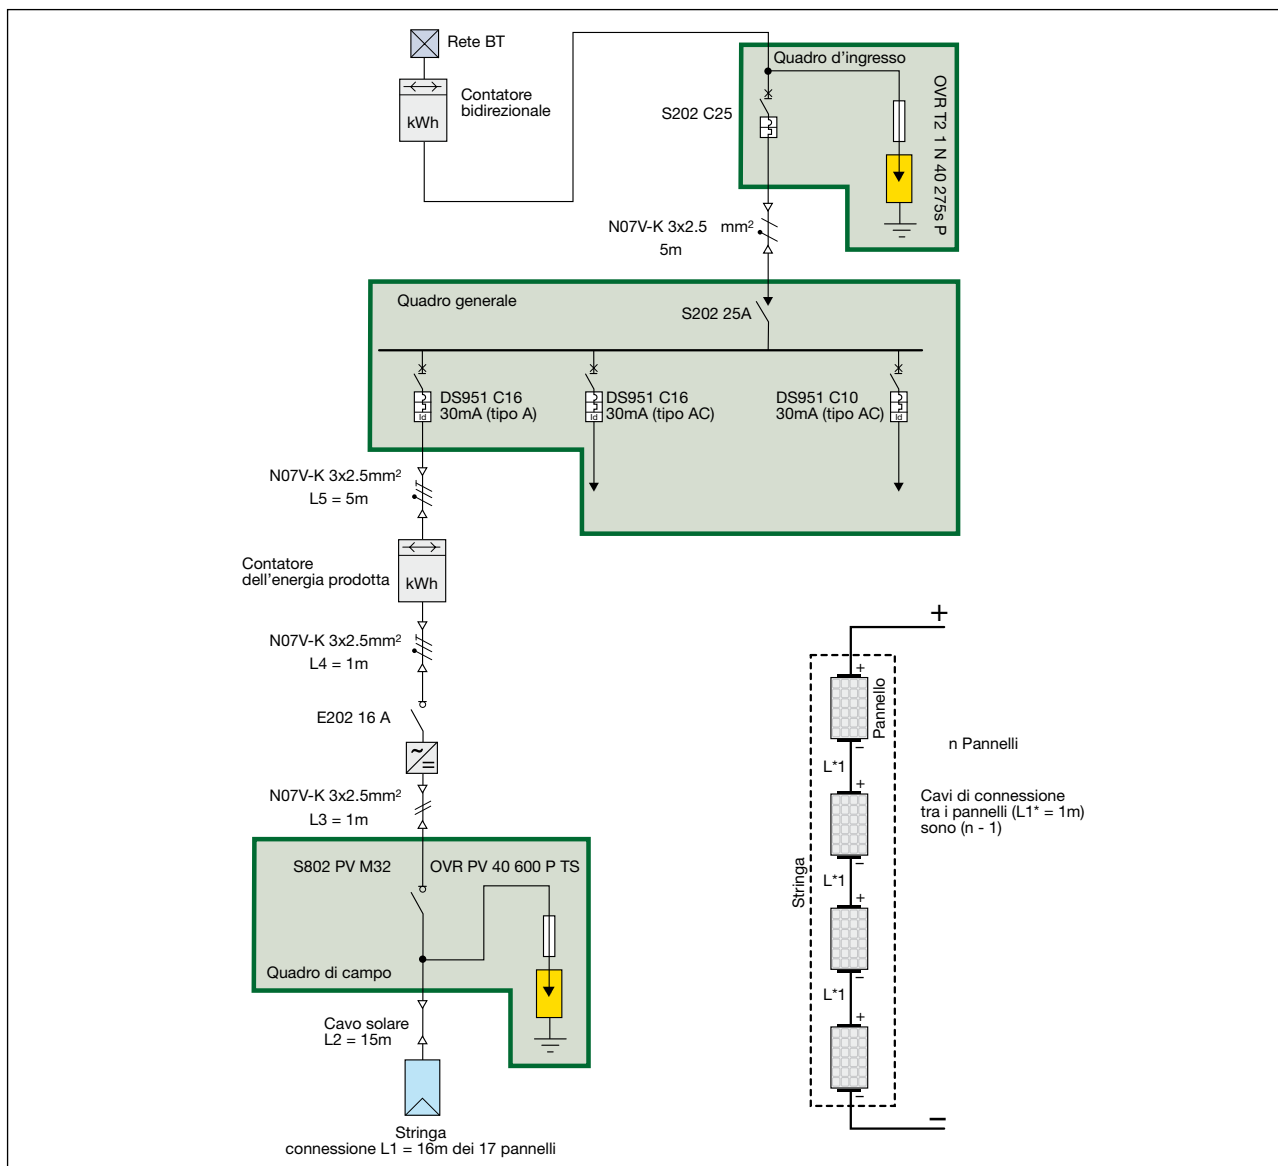 Rete BT
Contatore
bidirezionale
kWh
Quadro d'ingresso
S202 C25
OVR T2 1 N 40 275s P
N07V-K 3x2.5 mm²
5m
Quadro generale
S202 25A
DS951 C16
30mA (tipo A)
Id
DS951 C16
30mA (tipo AC)
Id
DS951 C10
30mA (tipo AC)
Id
N07V-K 3x2.5mm²
L5 = 5m
Contatore
dell'energia prodotta
kWh
N07V-K 3x2.5mm²
L4 = 1m
E202 16 A
~
=
N07V-K 3x2.5mm²
L3 = 1m
S802 PV M32
OVR PV 40 600 P TS
Quadro di campo
Cavo solare
L2 = 15m
Stringa
connessione L1 = 16m dei 17 pannelli
+
+
Pannello
–
L*1
+
–
L*1
+
–
L*1
+
–
–
Stringa
n Pannelli
Cavi di connessione
tra i pannelli (L1* = 1m)
sono (n - 1)